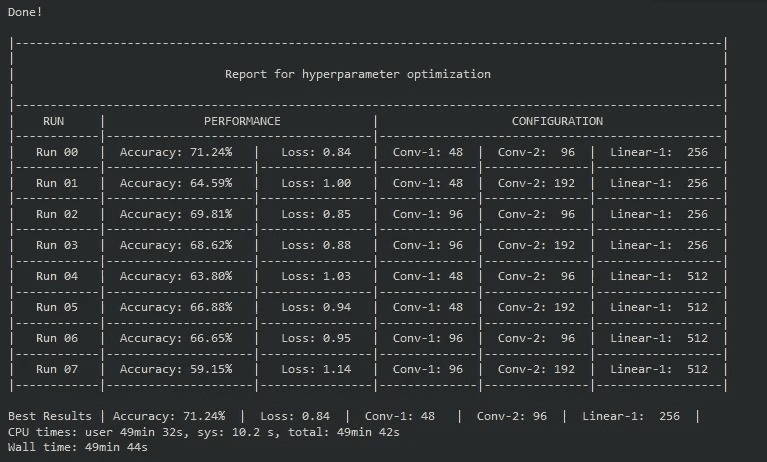 Done!
Report for hyperparameter optimization
RUN | PERFORMANCE | CONFIGURATION
Run 00 | Accuracy: 71.24% | Loss: 0.84 | Conv-1: 48 | Conv-2: 96 | Linear-1: 256
Run 01 | Accuracy: 64.59% | Loss: 1.00 | Conv-1: 48 | Conv-2: 192 | Linear-1: 256
Run 02 | Accuracy: 69.81% | Loss: 0.85 | Conv-1: 96 | Conv-2: 96 | Linear-1: 256
Run 03 | Accuracy: 68.62% | Loss: 0.88 | Conv-1: 96 | Conv-2: 192 | Linear-1: 256
Run 04 | Accuracy: 63.80% | Loss: 1.03 | Conv-1: 48 | Conv-2: 96 | Linear-1: 512
Run 05 | Accuracy: 66.88% | Loss: 0.94 | Conv-1: 48 | Conv-2: 192 | Linear-1: 512
Run 06 | Accuracy: 66.65% | Loss: 0.95 | Conv-1: 96 | Conv-2: 96 | Linear-1: 512
Run 07 | Accuracy: 59.15% | Loss: 1.14 | Conv-1: 96 | Conv-2: 192 | Linear-1: 512
Best Results | Accuracy: 71.24% | Loss: 0.84 | Conv-1: 48 | Conv-2: 96 | Linear-1: 256 |
CPU times: user 49min 32s, sys: 10.2 s, total: 49min 42s
Wall time: 49min 44s